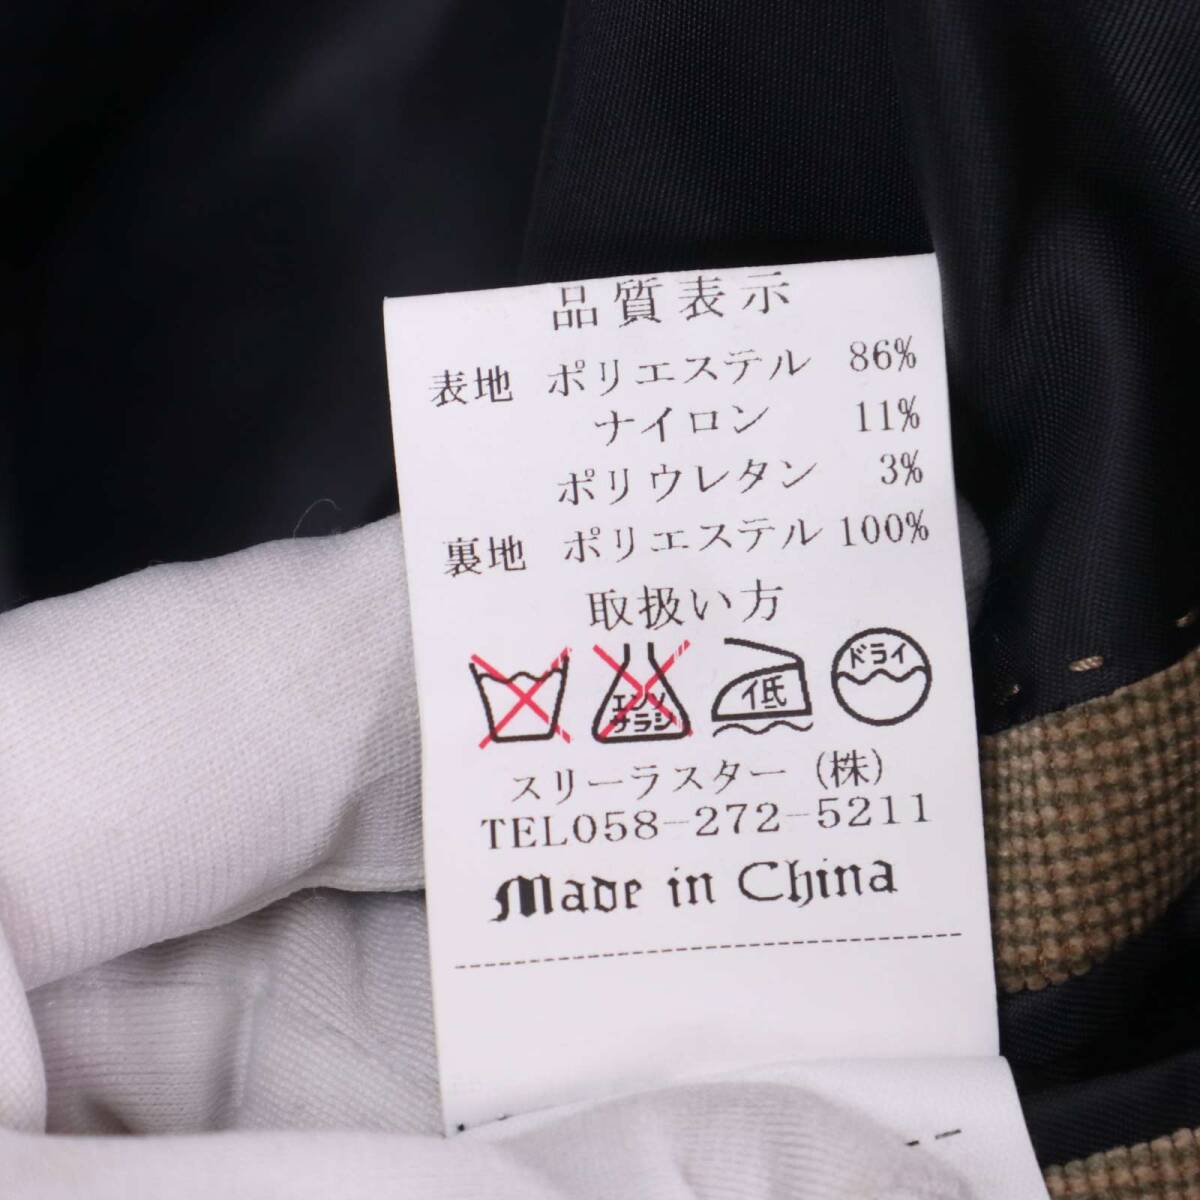 品質表示
表地 ポリエステル 86%
ナイロン 11%
ポリウレタン 3%
裏地 ポリエステル 100%
取扱い方
エンソサラシ イ低 ドライ
スリーラスター(株)
TEL058-272-5211
Made in China